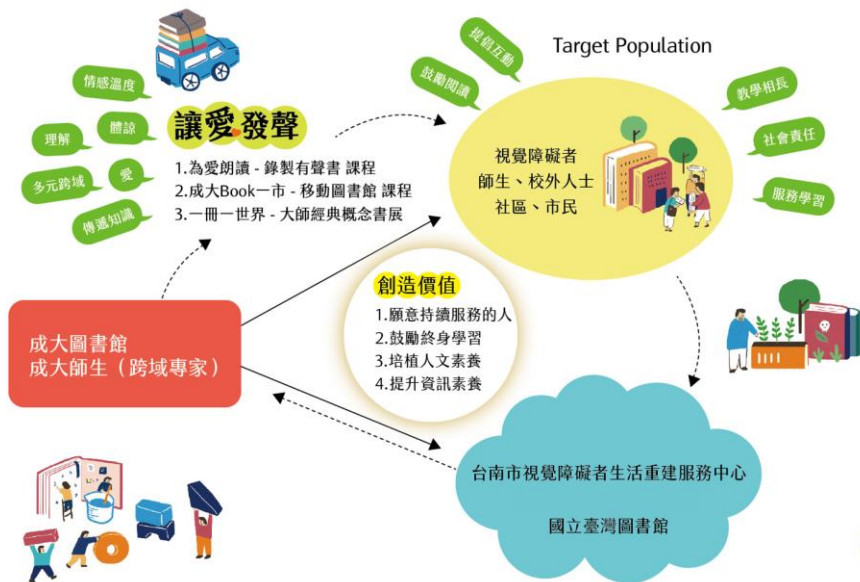 Target Population
情感溫度
理解
體諒
多元跨域
愛
傳遞知識
讓愛發聲
1.為愛朗讀 - 錄製有聲書 課程
2.成大Book一市 - 移動圖書館 課程
3.一冊一世界 - 大師經典概念書展
提倡互動
鼓勵閱讀
視覺障礙者
師生、校外人士
社區、市民
教學相長
社會責任
服務學習
創造價值
1.願意持續服務的人
2.鼓勵終身學習
3.培植人文素養
4.提升資訊素養
成大圖書館
成大師生（跨域專家）
台南市視覺障礙者生活重建服務中心
國立臺灣圖書館